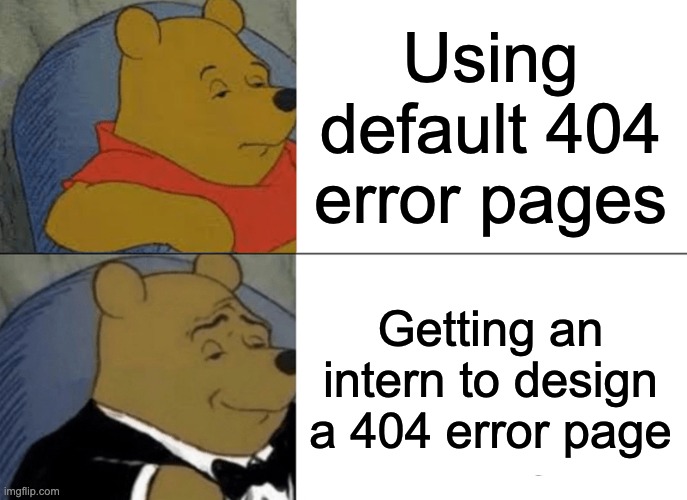 Using
default 404
error pages
Getting an
intern to design
a 404 error page
imgflip.com